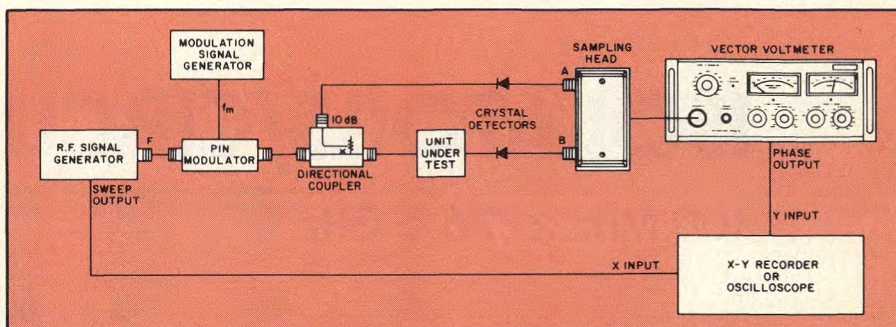 MODULATION
SIGNAL
GENERATOR
fm
R.F. SIGNAL
GENERATOR
F
PIN
MODULATOR
10 dB
DIRECTIONAL
COUPLER
UNIT
UNDER
TEST
CRYSTAL
DETECTORS
A
B
SAMPLING
HEAD
VECTOR VOLTMETER
SWEEP
OUTPUT
PHASE
OUTPUT
Y INPUT
X INPUT
X-Y RECORDER
OR
OSCILLOSCOPE